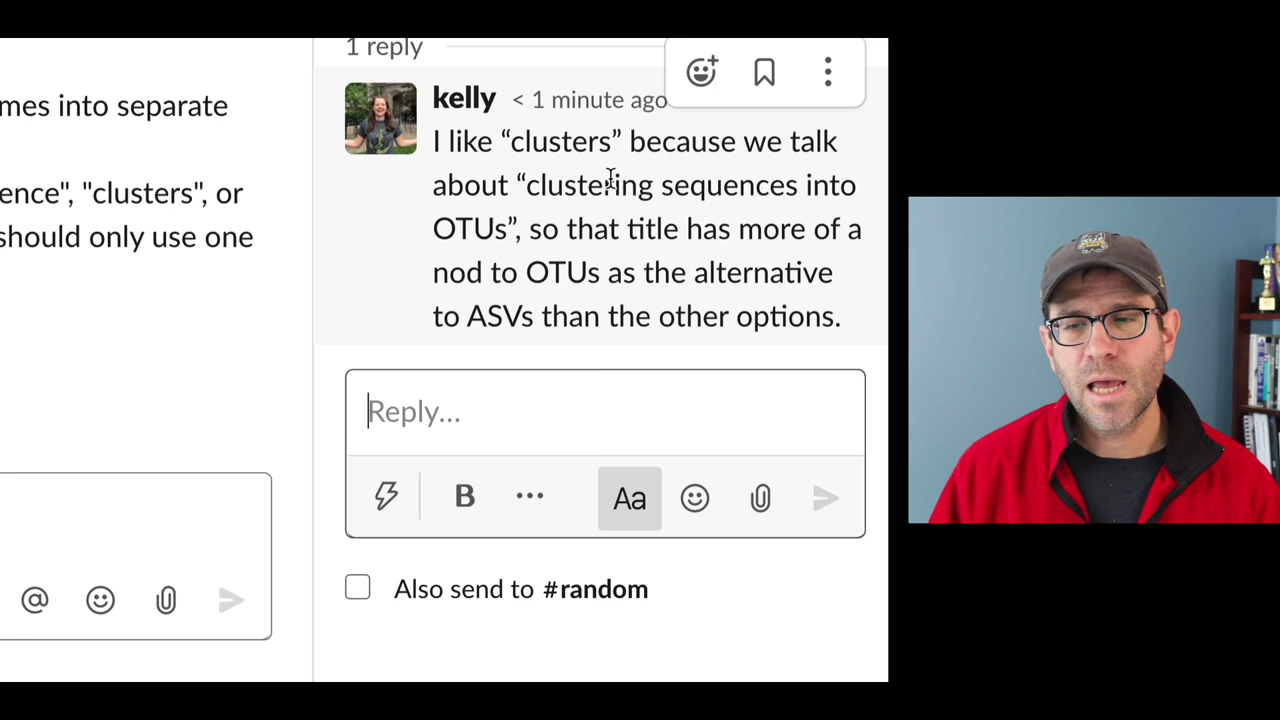 mes into separate
ence", "clusters", or
should only use one
1 reply
kelly < 1 minute ago
I like “clusters” because we talk
about “clustering sequences into
OTUs”, so that title has more of a
nod to OTUs as the alternative
to ASVs than the other options.
Reply...
B
Aa
@
Also send to #random